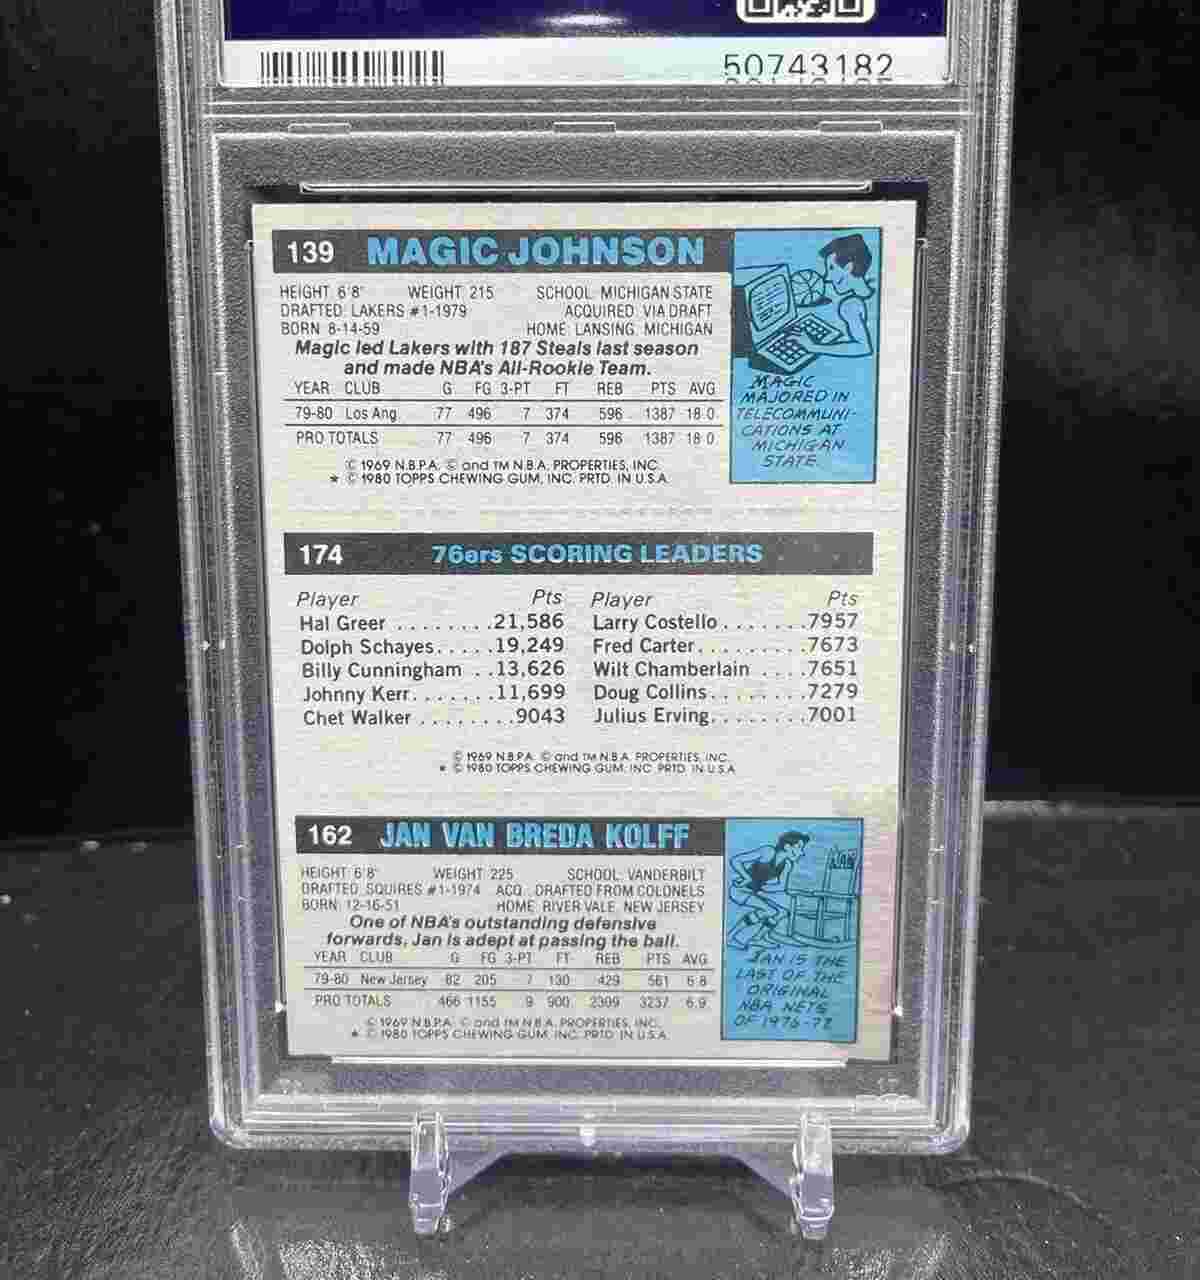 50743182
139 MAGIC JOHNSON
HEIGHT: 6'8" WEIGHT: 215 SCHOOL: MICHIGAN STATE
DRAFTED: LAKERS #1-1979 ACQUIRED: VIA DRAFT
BORN: 8-14-59 HOME: LANSING, MICHIGAN
Magic led Lakers with 187 Steals last season
and made NBA's All-Rookie Team.
YEAR CLUB G FG 3-PT FT REB PTS AVG
79-80 Los Ang 77 496 7 374 596 1387 18.0
PRO TOTALS 77 496 7 374 596 1387 18.0
© 1969 N.B.P.A. © and TM N.B.A. PROPERTIES, INC.
* © 1980 TOPPS CHEWING GUM, INC. PRTD. IN U.S.A.
MAGIC
MAJORED IN
TELECOMMUNI-
CATIONS AT
MICHIGAN
STATE.
174 76ers SCORING LEADERS
Player Pts Player Pts
Hal Greer ........21,586 Larry Costello .......7957
Dolph Schayes.....19,249 Fred Carter.........7673
Billy Cunningham ..13,626 Wilt Chamberlain ....7651
Johnny Kerr.......11,699 Doug Collins........7279
Chet Walker ........9043 Julius Erving........7001
© 1969 N.B.P.A. © and TM N.B.A. PROPERTIES, INC.
* © 1980 TOPPS CHEWING GUM, INC. PRTD. IN U.S.A.
162 JAN VAN BREDA KOLFF
HEIGHT: 6'8" WEIGHT: 225 SCHOOL: VANDERBILT
DRAFTED: SQUIRES #1-1974 ACQ.: DRAFTED FROM COLONELS
BORN: 12-16-51 HOME: RIVER VALE, NEW JERSEY
One of NBA's outstanding defensive
forwards, Jan is adept at passing the ball.
YEAR CLUB G FG 3-PT FT REB PTS AVG
79-80 New Jersey 82 205 7 130 429 561 6.8
PRO TOTALS 466 1155 9 900 2309 3237 6.9
© 1969 N.B.P.A. © and TM N.B.A. PROPERTIES, INC.
* © 1980 TOPPS CHEWING GUM, INC. PRTD. IN U.S.A.
JAN
JAN IS THE
LAST OF THE
ORIGINAL
NBA NETS
OF 1976-77